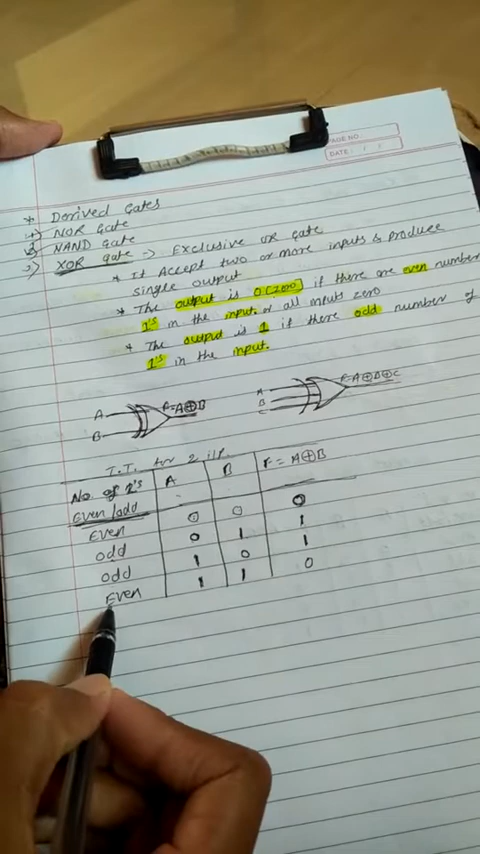 PAGE NO.
DATE: / /
* Derived Gates
1) NOR Gate
2) NAND Gate
3) XOR gate -> Exclusive OR gate
* It Accept two or more inputs & produce
single output
* The output is 0 (zero) if there are even number
1's in the input or all inputs zero
* The output is 1 if there odd number of
1's in the input.
A B F=A⊕B
A B C F=A⊕B⊕C
T.T. for 2 i/p
No. of 1's A B F = A⊕B
Even/odd
Even 0 0 0
odd 0 1 1
odd 1 0 1
Even 1 1 0